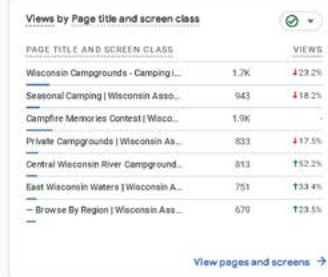 Views by Page title and screen class
PAGE TITLE AND SCREEN CLASS VIEWS
Wisconsin Campgrounds - Camping i... 1.7K ↓23.2%
Seasonal Camping | Wisconsin Asso... 943 ↓18.2%
Campfire Memories Contest | Wisco... 1.9K -
Private Campgrounds | Wisconsin As... 833 ↓17.5%
Central Wisconsin River Campground... 813 ↑52.2%
East Wisconsin Waters | Wisconsin A... 751 ↑33.4%
— Browse By Region | Wisconsin Ass... 679 ↑23.5%
View pages and screens →